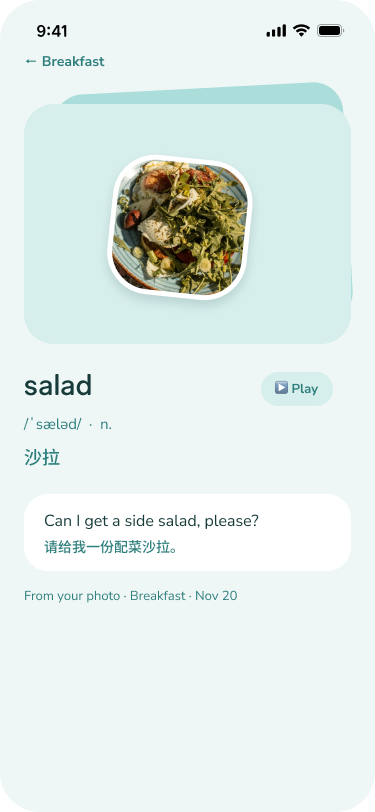 9:41
← Breakfast
salad
▶ Play
/ˈsæləd/ · n.
沙拉
Can I get a side salad, please?
请给我一份配菜沙拉。
From your photo · Breakfast · Nov 20